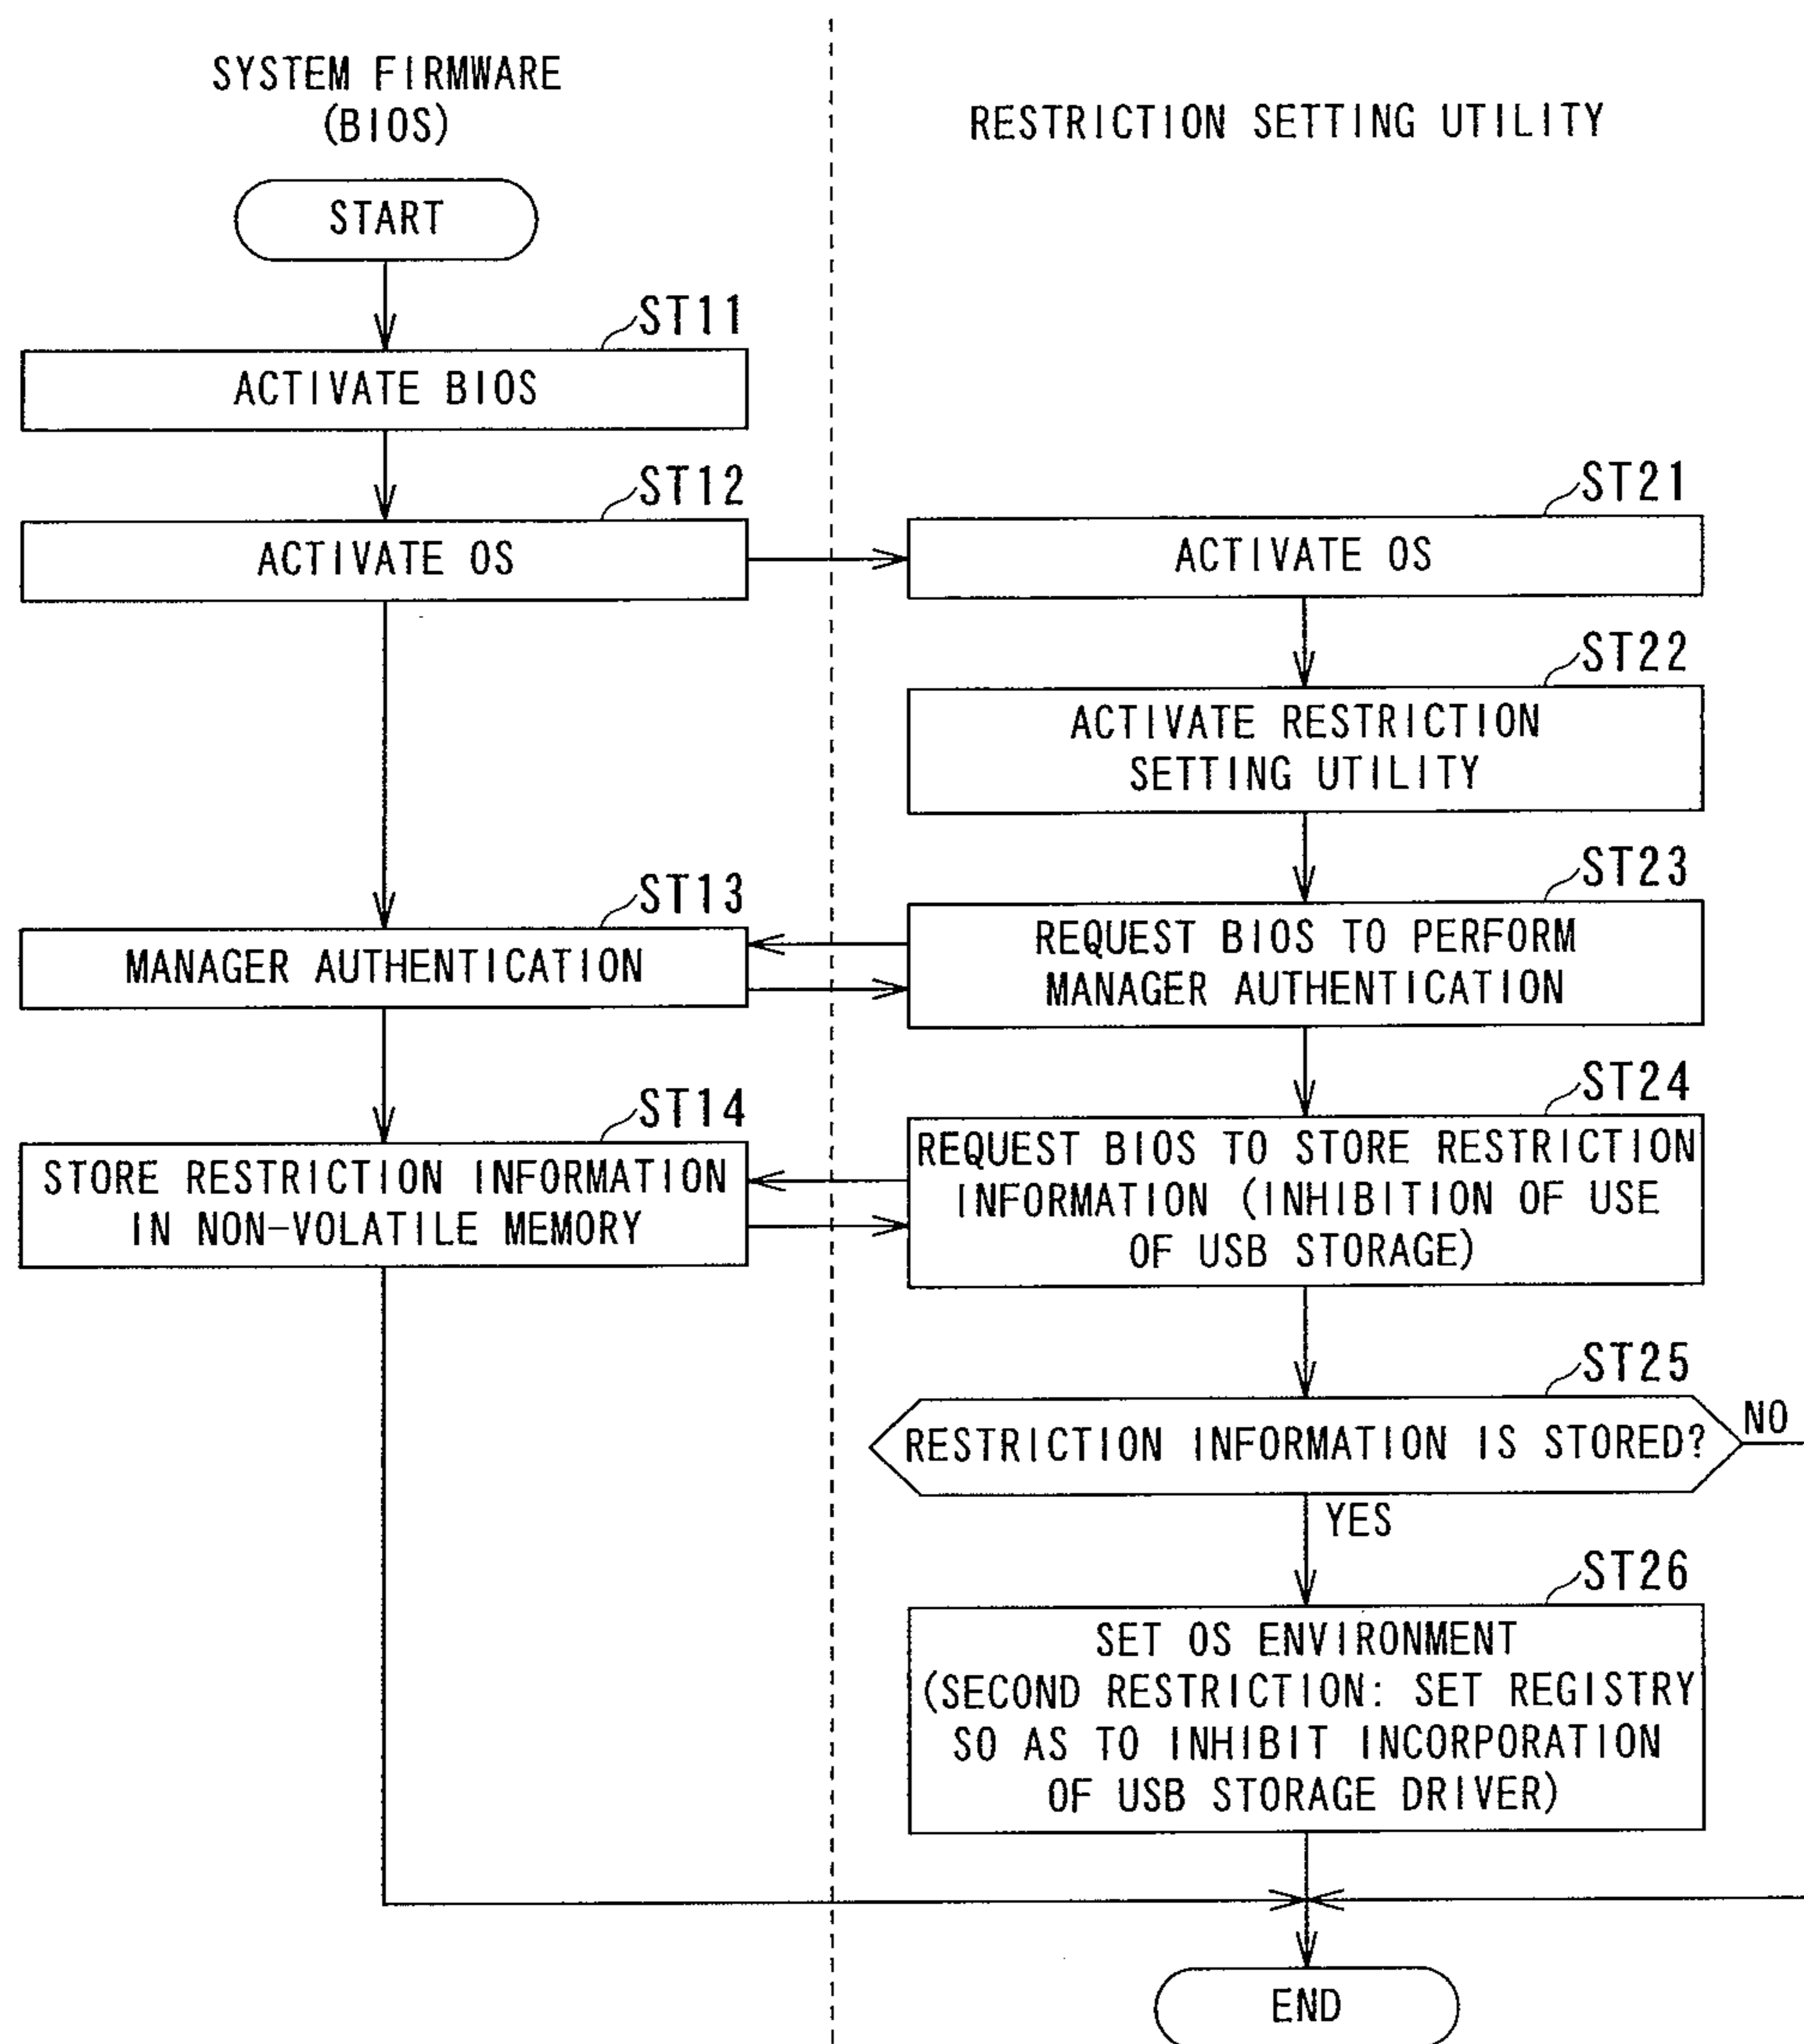 SYSTEM FIRMWARE
(BIOS)
RESTRICTION SETTING UTILITY
START
ST11
ACTIVATE BIOS
ST12
ACTIVATE OS
ST21
ACTIVATE OS
ST22
ACTIVATE RESTRICTION
SETTING UTILITY
ST13
MANAGER AUTHENTICATION
ST23
REQUEST BIOS TO PERFORM
MANAGER AUTHENTICATION
ST14
STORE RESTRICTION INFORMATION
IN NON-VOLATILE MEMORY
ST24
REQUEST BIOS TO STORE RESTRICTION
INFORMATION (INHIBITION OF USE
OF USB STORAGE)
ST25
RESTRICTION INFORMATION IS STORED?
NO
YES
ST26
SET OS ENVIRONMENT
(SECOND RESTRICTION: SET REGISTRY
SO AS TO INHIBIT INCORPORATION
OF USB STORAGE DRIVER)
END